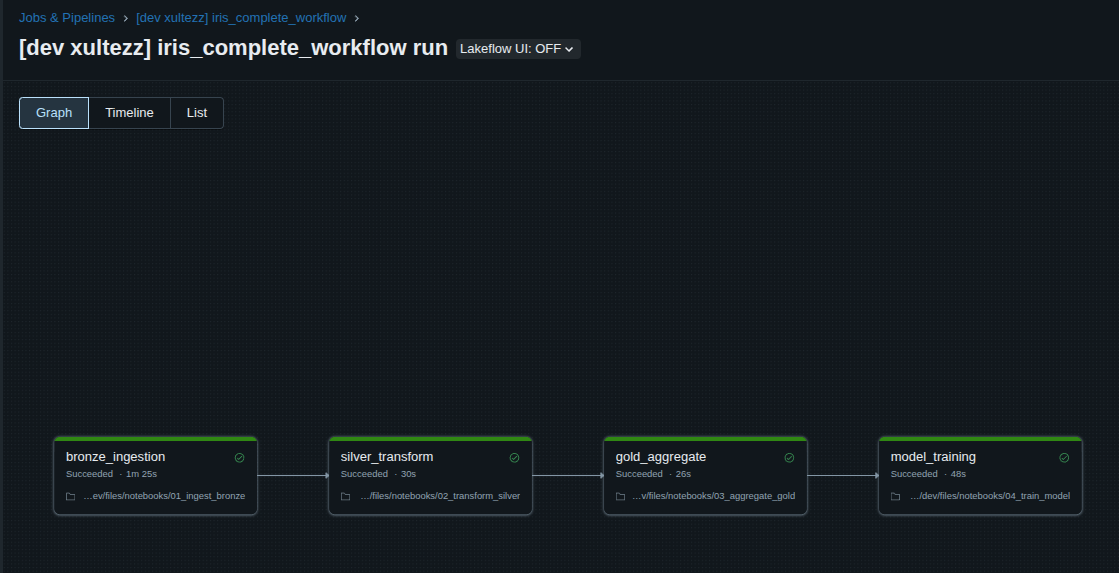 Jobs & Pipelines › [dev xultezz] iris_complete_workflow ›
[dev xultezz] iris_complete_workflow run Lakeflow UI: OFF
Graph Timeline List
bronze_ingestion
Succeeded · 1m 25s
…ev/files/notebooks/01_ingest_bronze
silver_transform
Succeeded · 30s
…/files/notebooks/02_transform_silver
gold_aggregate
Succeeded · 26s
…v/files/notebooks/03_aggregate_gold
model_training
Succeeded · 48s
…/dev/files/notebooks/04_train_model